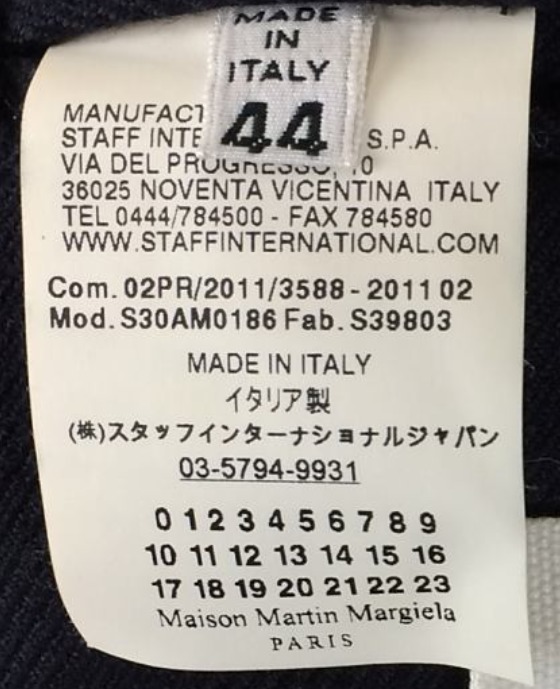 MADE
IN
ITALY
44
STAFF S.P.A.
VIA DEL
36025 NOVENTA VICENTINA ITALY
TEL 0444/784500 - FAX 784580
WWW.STAFFINTERNATIONAL.COM
Com. 02PR/2011/3588 - 2011 02
Mod. S30AM0186 Fab. S39803
MADE IN ITALY
イタリア製
(株)スタッフインターナショナルジャパン
03-5794-9931
0 1 2 3 4 5 6 7 8 9
10 11 12 13 14 15 16
17 18 19 20 21 22 23
Maison Martin Margiela
PARIS